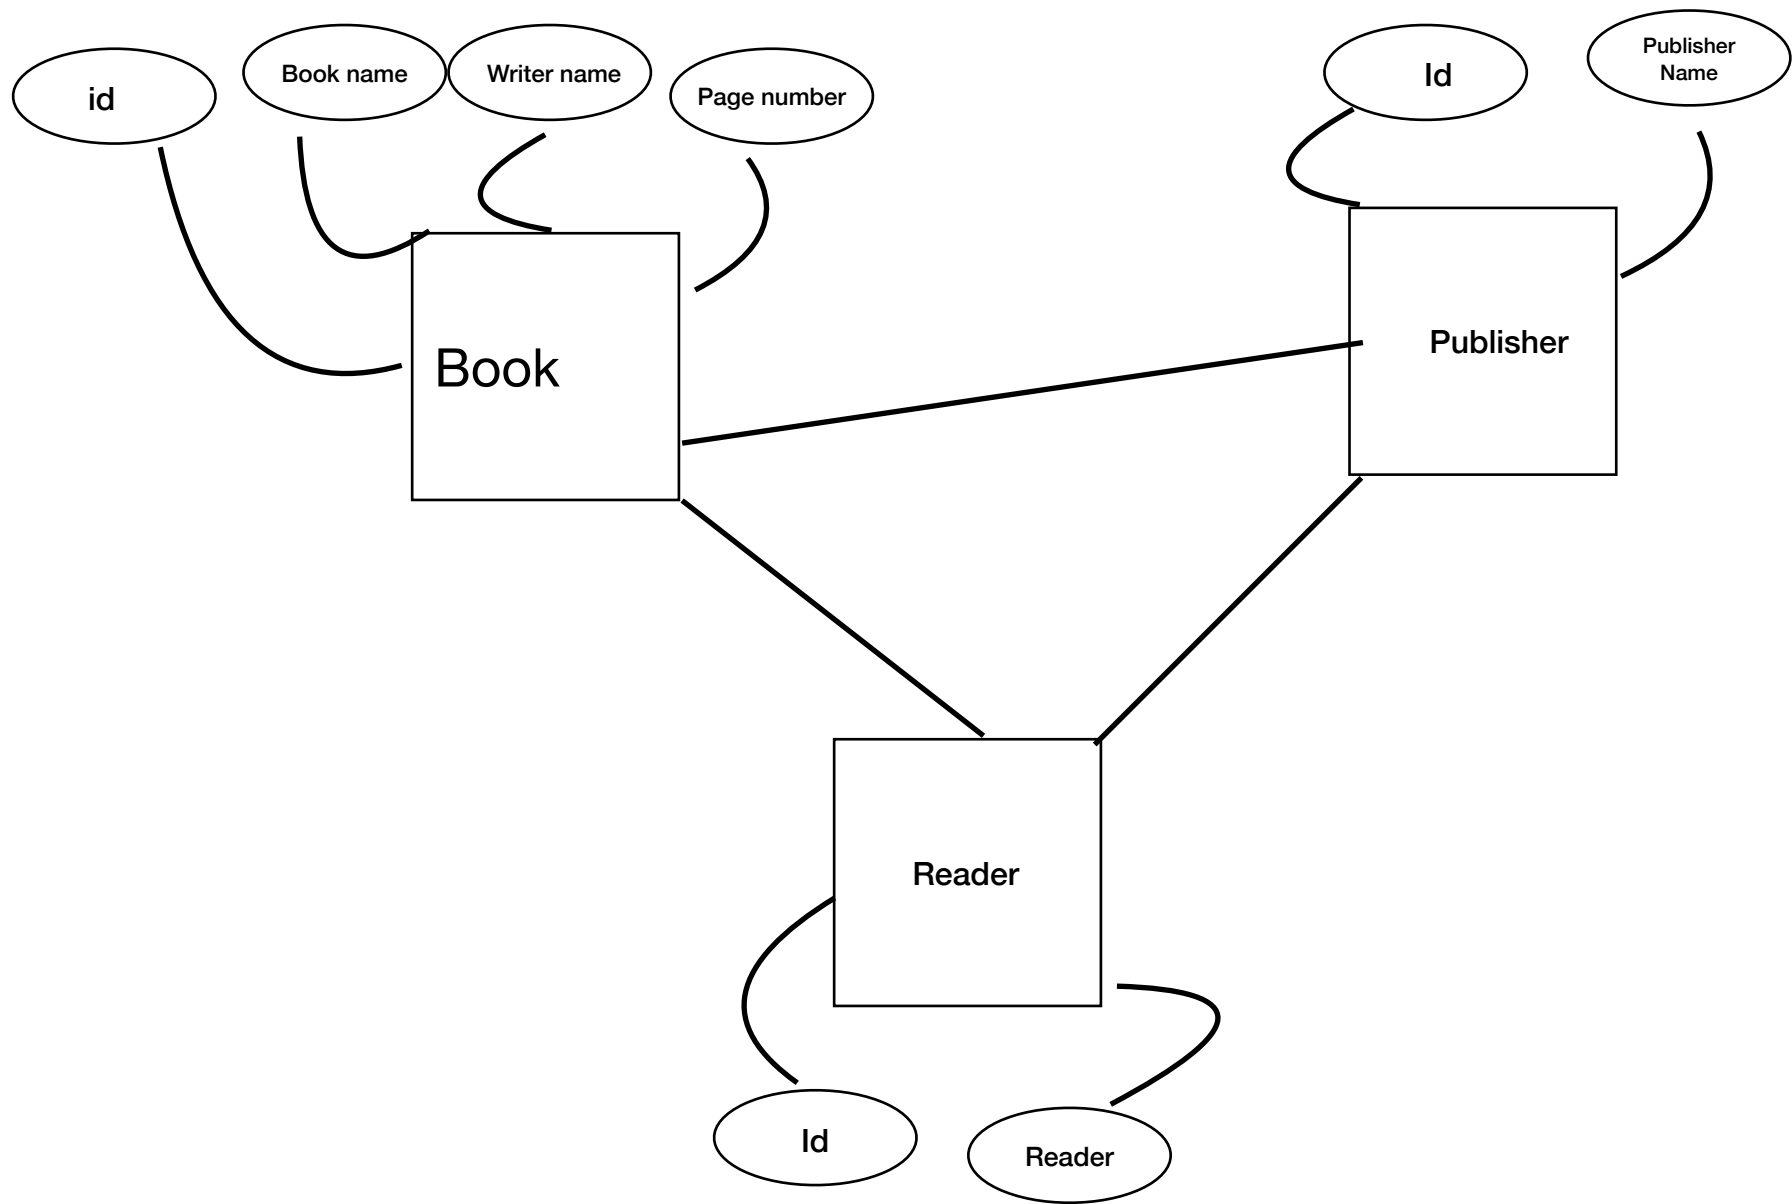 id
Book name
Writer name
Page number
Id
Publisher
Name
Book
Publisher
Reader
Id
Reader